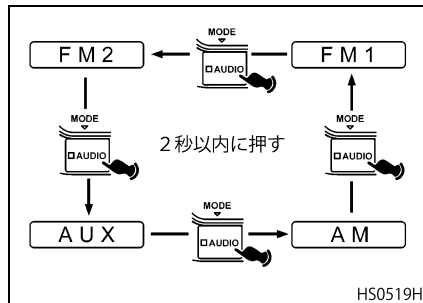 MODE
FM2
AUDIO
FM1
MODE
AUDIO
2秒以内に押す
MODE
AUDIO
MODE
AUX
AUDIO
AM
HS0519H